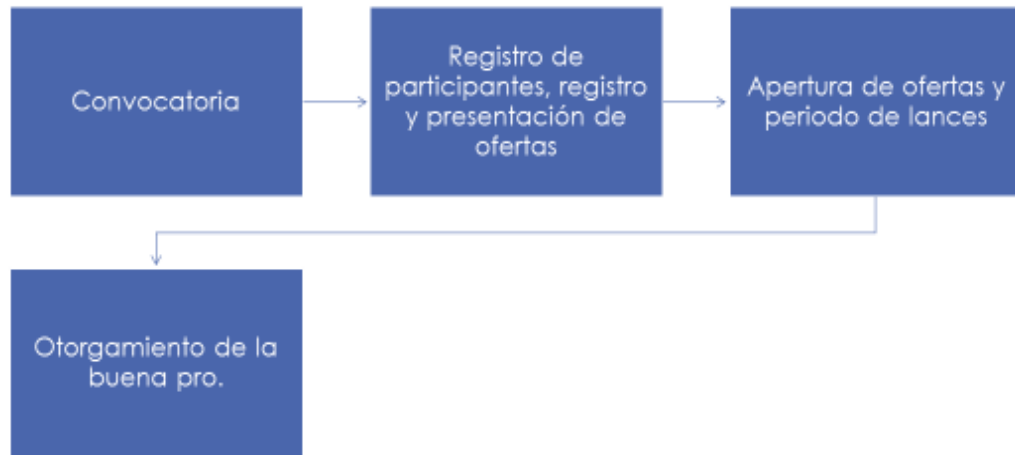 Convocatoria
Registro de
participantes, registro
y presentación de
ofertas
Apertura de ofertas y
periodo de lances
Otorgamiento de la
buena pro.